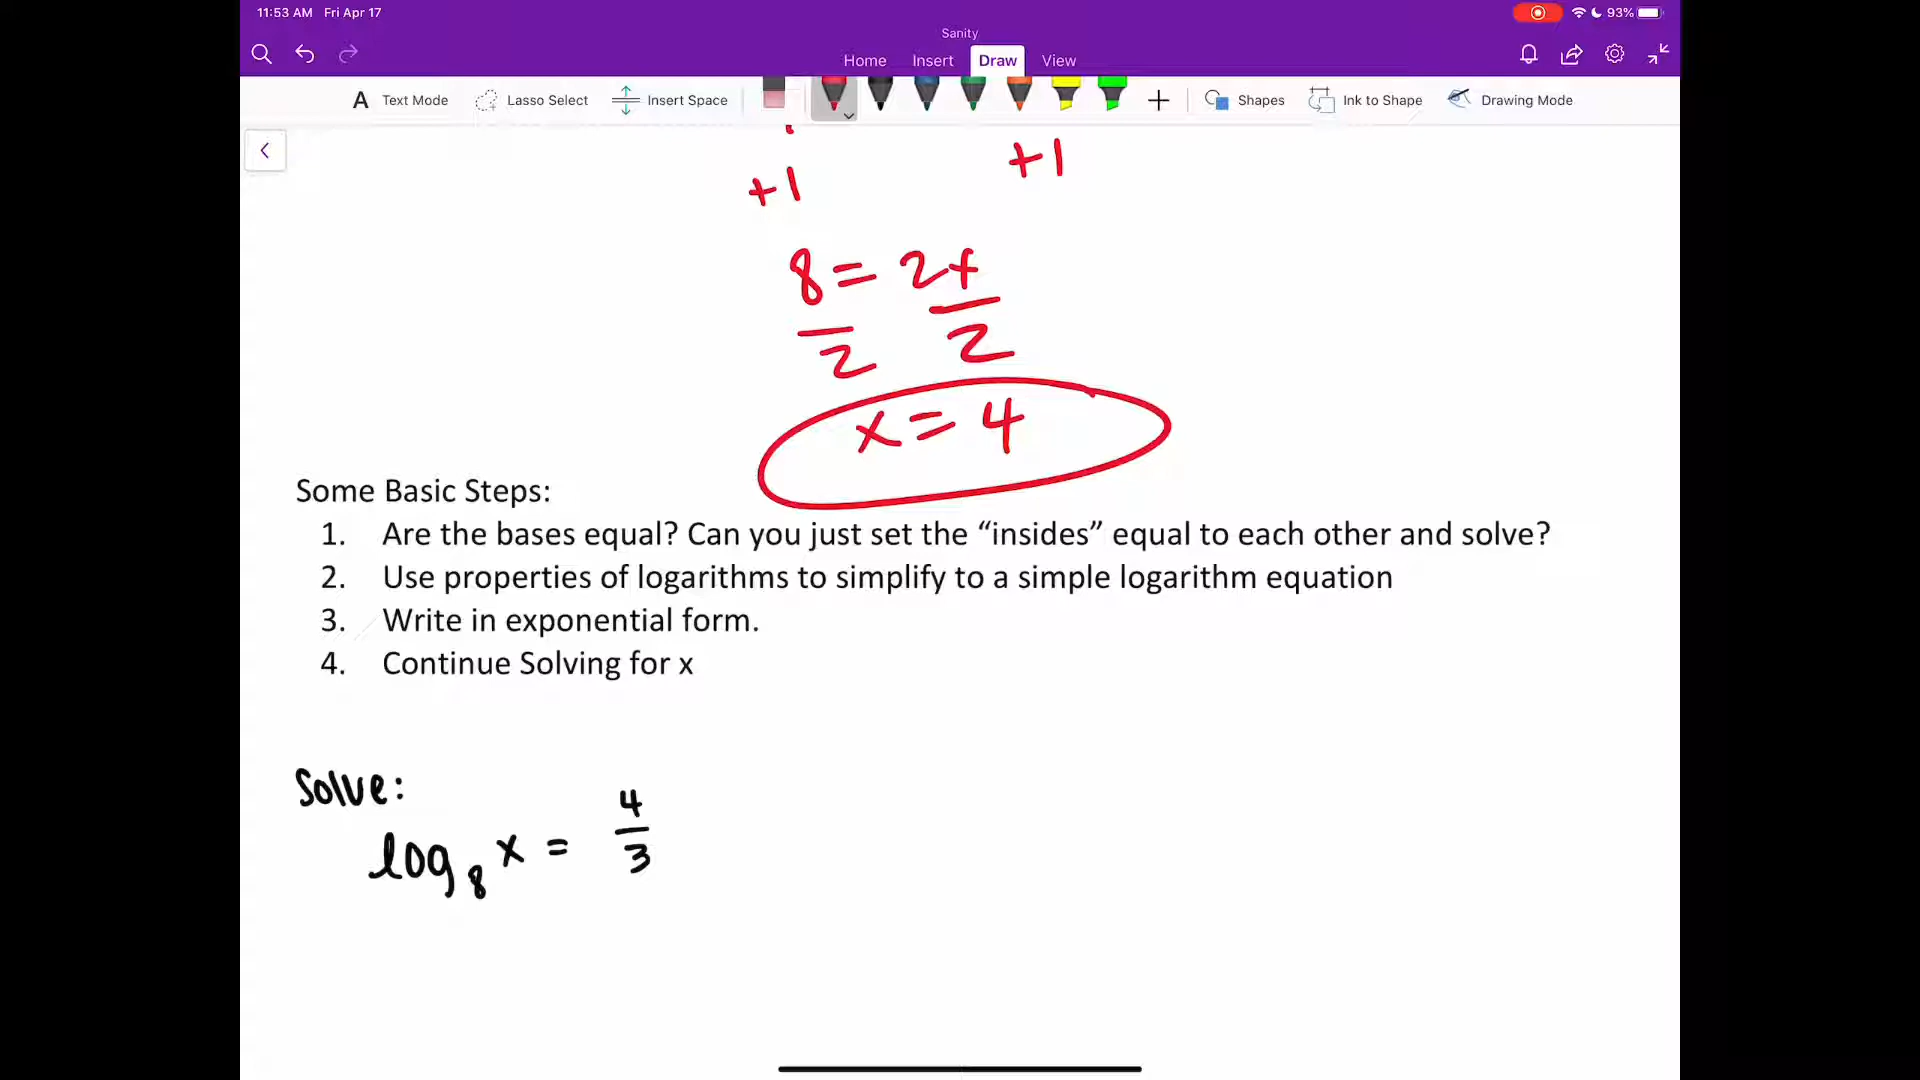 11:53 AM Fri Apr 17 93%
Sanity
Home Insert Draw View
A Text Mode Lasso Select Insert Space Shapes Ink to Shape Drawing Mode
+1 +1
8 = 2x
2 2
x = 4
Some Basic Steps:
1. Are the bases equal? Can you just set the “insides” equal to each other and solve?
2. Use properties of logarithms to simplify to a simple logarithm equation
3. Write in exponential form.
4. Continue Solving for x
Solve:
log₈ x = 4/3